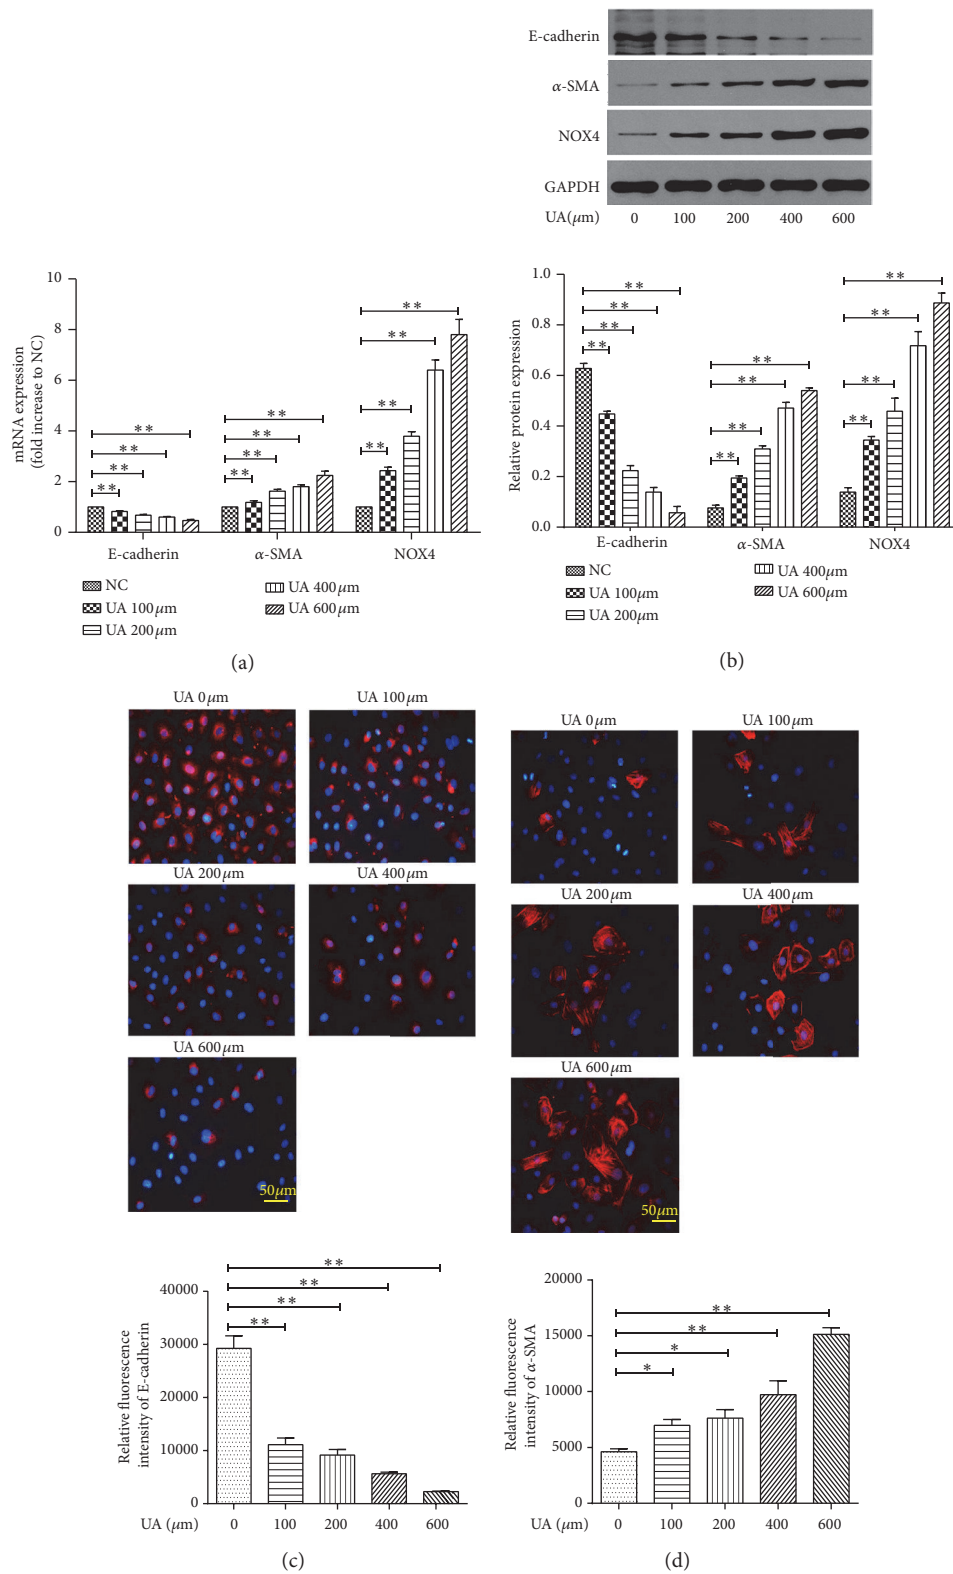 E-cadherin
α-SMA
NOX4
GAPDH
UA(μm) 0 100 200 400 600
mRNA expression
(fold increase to NC)
10
8
6
4
2
0
** ** ** **
** ** ** **
** ** ** **
E-cadherin α-SMA NOX4
NC
UA 100μm
UA 200μm
UA 400μm
UA 600μm
(a)
Relative protein expression
1.0
0.8
0.6
0.4
0.2
0.0
** ** ** **
** ** ** **
** ** ** **
E-cadherin α-SMA NOX4
NC
UA 100μm
UA 200μm
UA 400μm
UA 600μm
(b)
UA 0μm UA 100μm
UA 200μm UA 400μm
UA 600μm
50μm
Relative fluorescence
intensity of E-cadherin
40000
30000
20000
10000
0
**
**
**
**
UA (μm) 0 100 200 400 600
(c)
UA 0μm UA 100μm
UA 200μm UA 400μm
UA 600μm
50μm
Relative fluorescence
intensity of α-SMA
20000
15000
10000
5000
0
**
**
*
*
UA (μm) 0 100 200 400 600
(d)